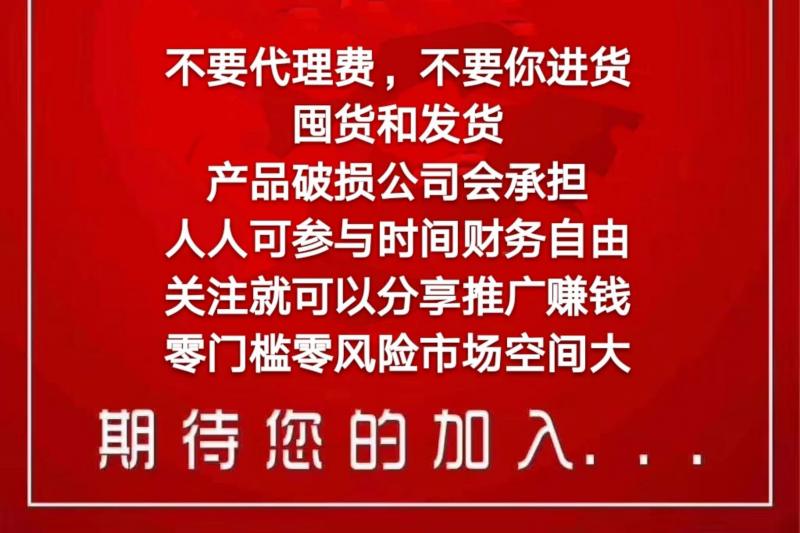 不要代理费，不要你进货
囤货和发货
产品破损公司会承担
人人可参与时间财务自由
关注就可以分享推广赚钱
零门槛零风险市场空间大
期待您的加入...